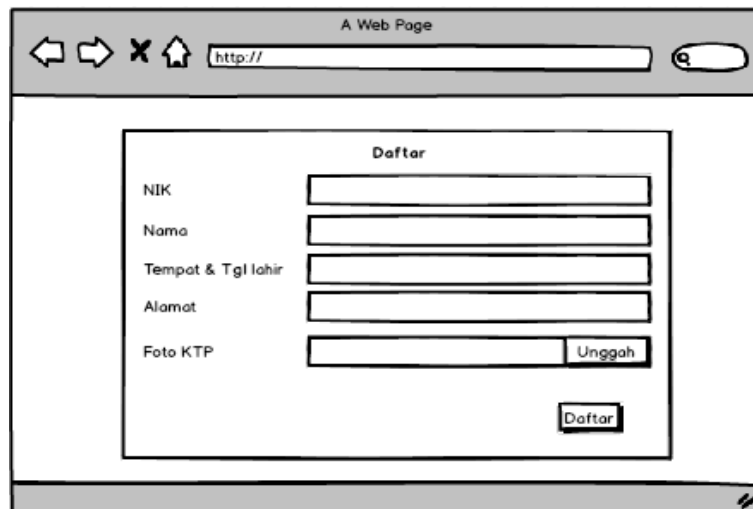 A Web Page
http://
Daftar
NIK
Nama
Tempat & Tgl lahir
Alamat
Foto KTP
Unggah
Daftar